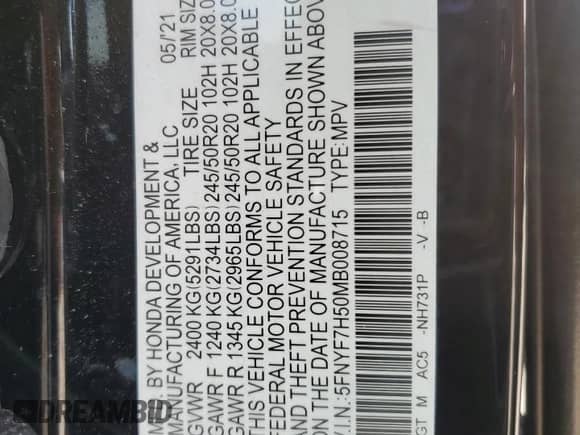 M BY HONDA DEVELOPMENT & 05/21
MANUFACTURING OF AMERICA, LLC
GVWR 2400 KG(5291LBS) TIRE SIZE RIM SIZ
GAWR F 1240 KG(2734LBS) 245/50R20 102H 20X8.0
GAWR R 1345 KG(2965LBS) 245/50R20 102H 20X8.0
THIS VEHICLE CONFORMS TO ALL APPLICABLE
FEDERAL MOTOR VEHICLE SAFETY
AND THEFT PREVENTION STANDARDS IN EFFEC
ON THE DATE OF MANUFACTURE SHOWN ABOV
.I.N.:5FNYF7H50MB008715 TYPE:MPV
GT M AC5 -NH731P -V -B
DREAMBID